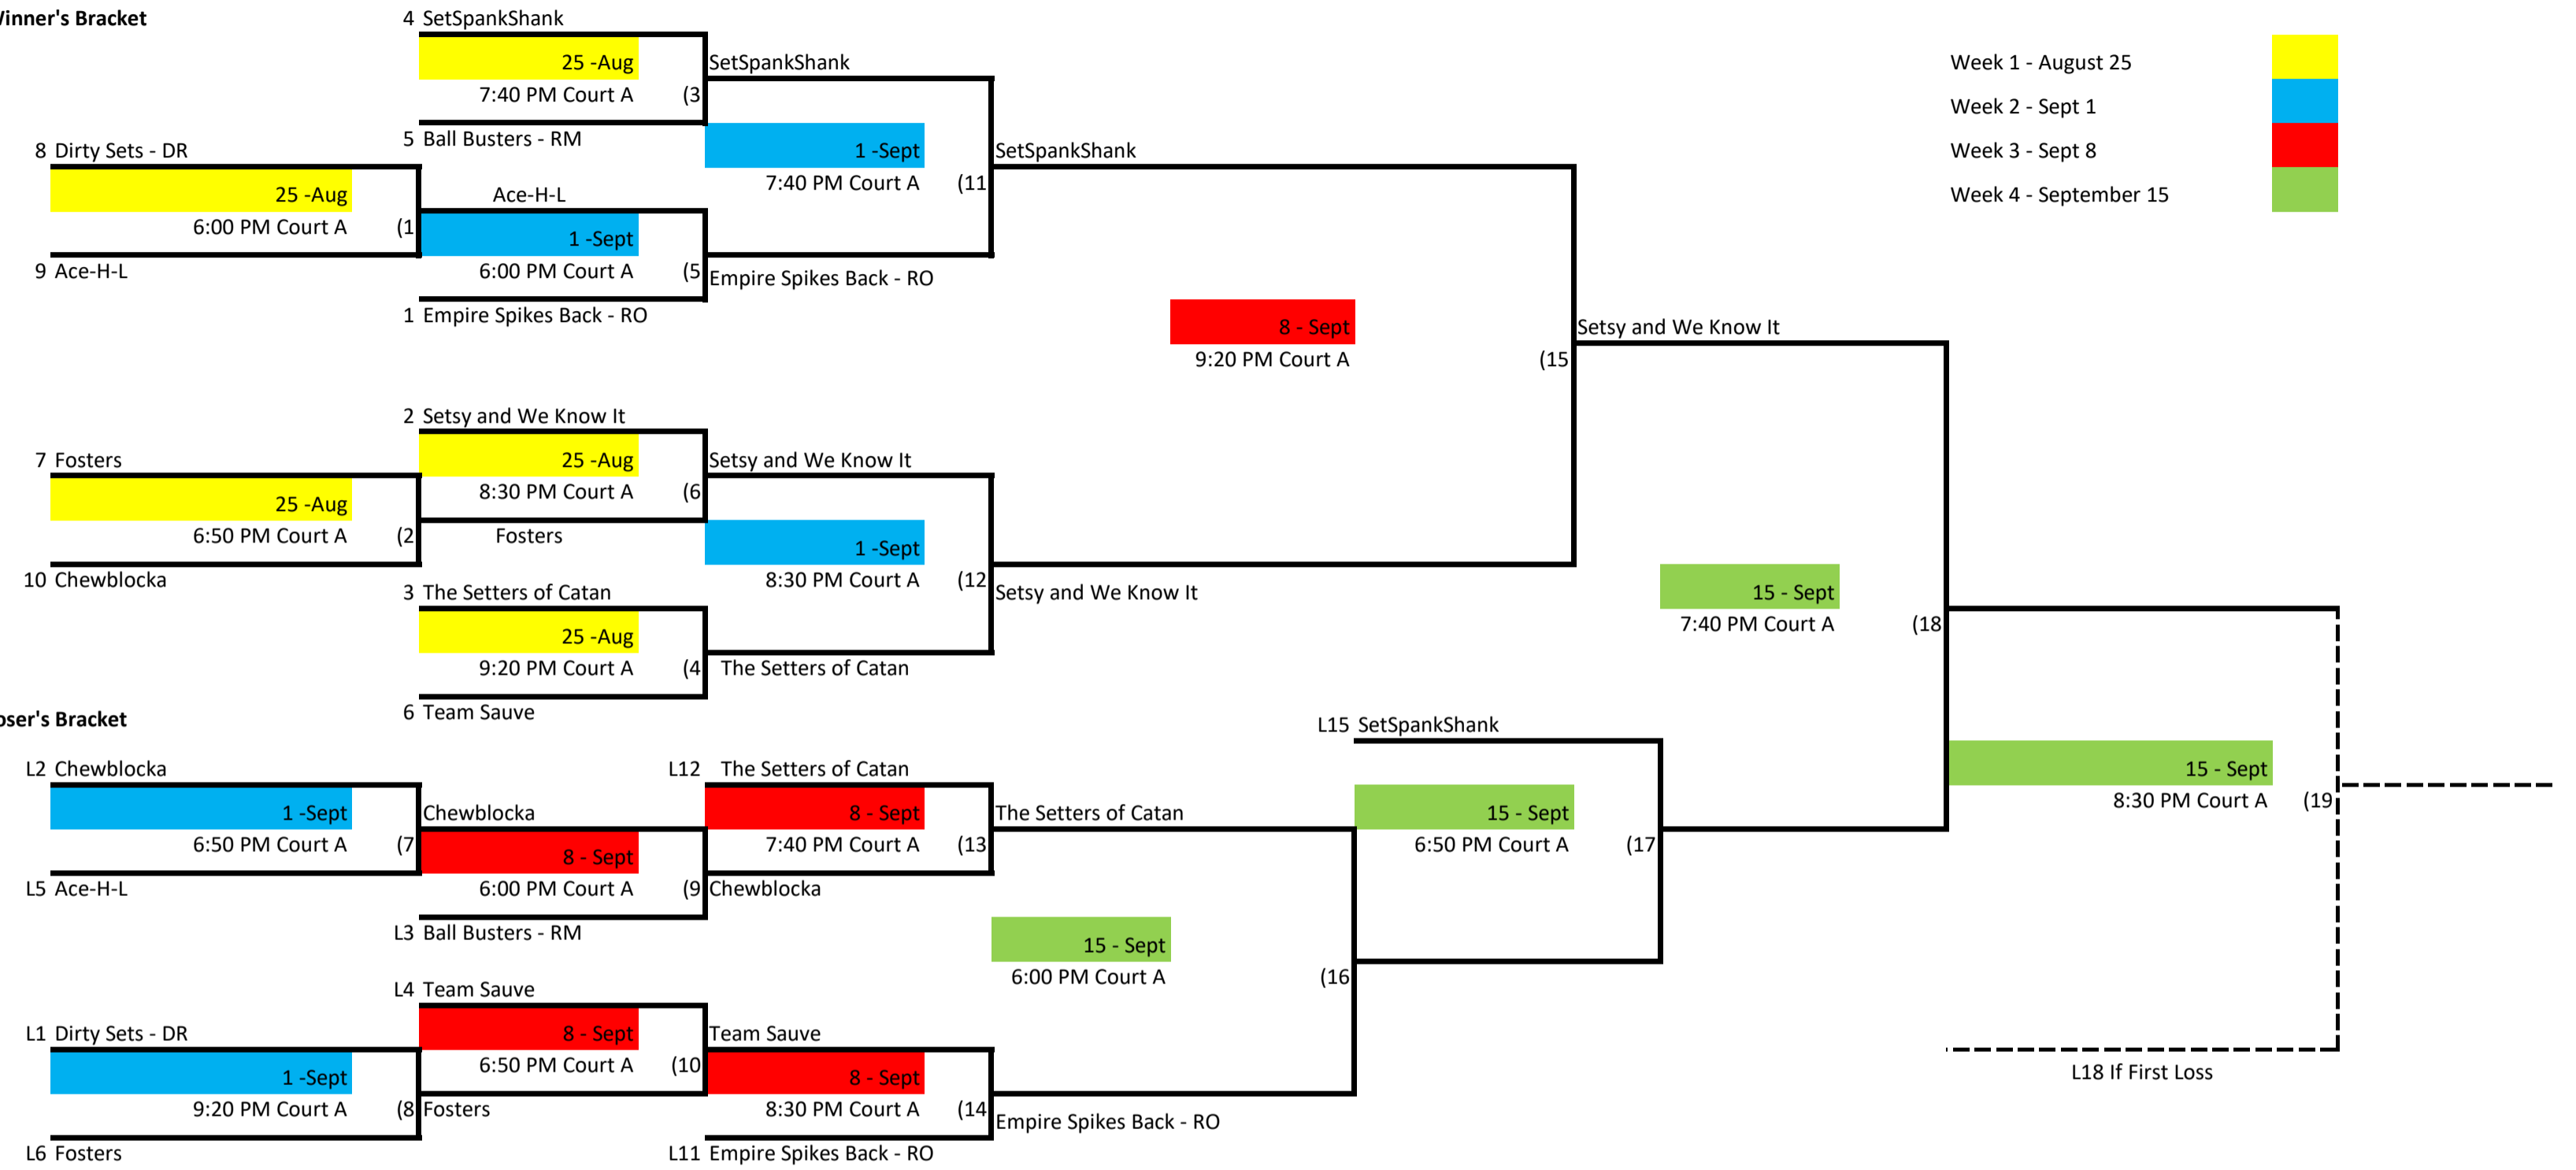 Winner's Bracket
4 SetSpankShank
25 -Aug
7:40 PM Court A (3
5 Ball Busters - RM
SetSpankShank
8 Dirty Sets - DR
25 -Aug
6:00 PM Court A (1
9 Ace-H-L
Ace-H-L
1 -Sept
6:00 PM Court A (5
1 Empire Spikes Back - RO
1 -Sept
7:40 PM Court A (11
Empire Spikes Back - RO
SetSpankShank
8 - Sept
9:20 PM Court A (15
Setsy and We Know It
Week 1 - August 25
Week 2 - Sept 1
Week 3 - Sept 8
Week 4 - September 15
2 Setsy and We Know It
7 Fosters
25 -Aug
6:50 PM Court A (2
10 Chewblocka
25 -Aug
8:30 PM Court A (6
Fosters
Setsy and We Know It
1 -Sept
8:30 PM Court A (12
Setsy and We Know It
3 The Setters of Catan
25 -Aug
9:20 PM Court A (4
6 Team Sauve
The Setters of Catan
15 - Sept
7:40 PM Court A (18
Loser's Bracket
L2 Chewblocka
1 -Sept
6:50 PM Court A (7
L5 Ace-H-L
Chewblocka
8 - Sept
6:00 PM Court A (9
L3 Ball Busters - RM
L12 The Setters of Catan
8 - Sept
7:40 PM Court A (13
Chewblocka
The Setters of Catan
L15 SetSpankShank
15 - Sept
6:50 PM Court A (17
15 - Sept
6:00 PM Court A (16
15 - Sept
8:30 PM Court A (19
L4 Team Sauve
L1 Dirty Sets - DR
1 -Sept
9:20 PM Court A (8
L6 Fosters
8 - Sept
6:50 PM Court A (10
Fosters
Team Sauve
8 - Sept
8:30 PM Court A (14
L11 Empire Spikes Back - RO
Empire Spikes Back - RO
L18 If First Loss